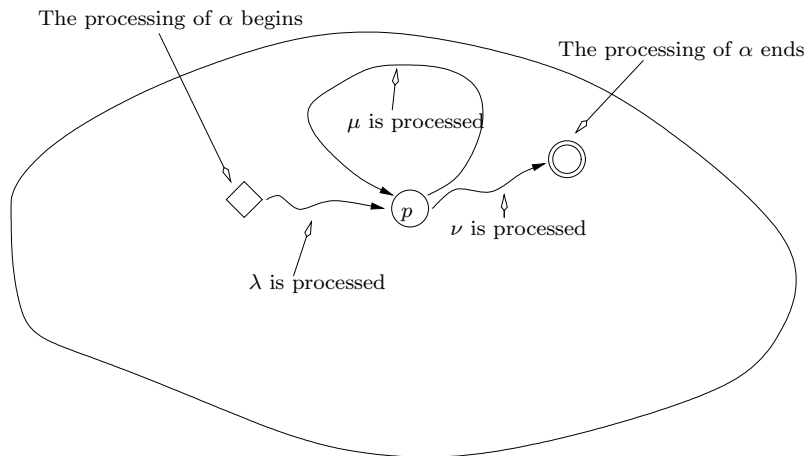 The processing of α begins
The processing of α ends
μ is processed
p
ν is processed
λ is processed